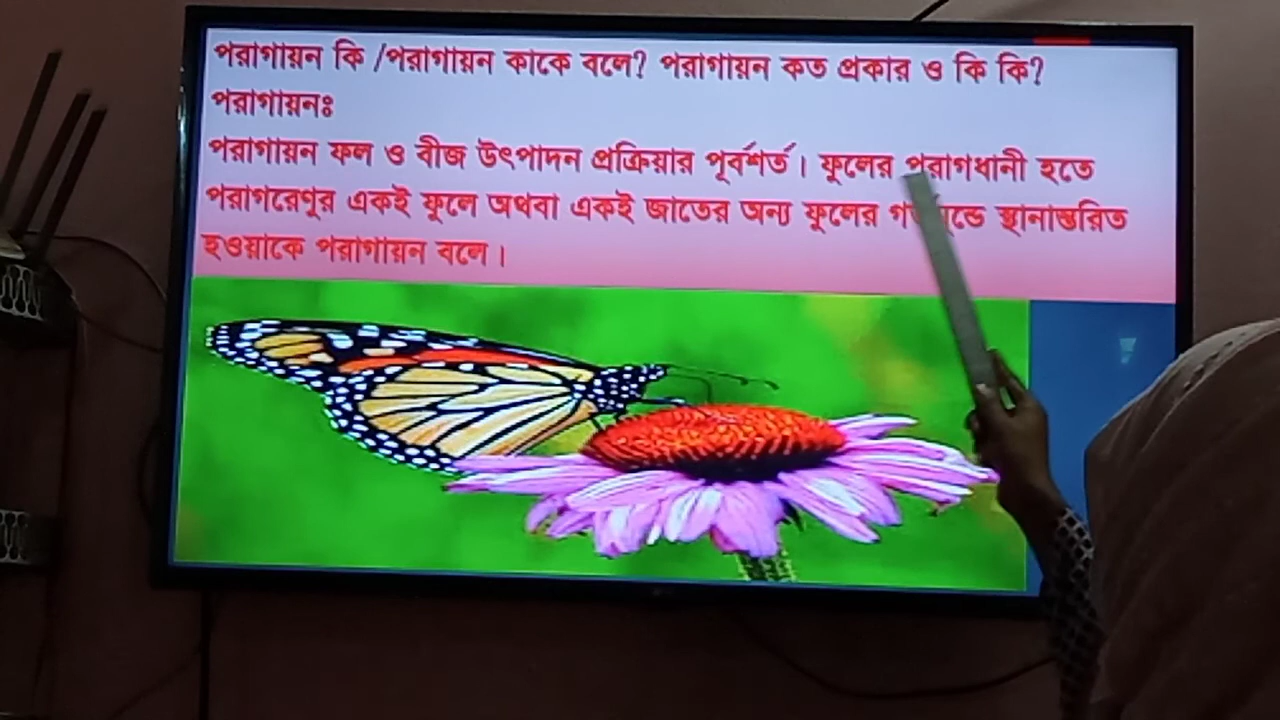 পরাগায়ন কি /পরাগায়ন কাকে বলে? পরাগায়ন কত প্রকার ও কি কি?
পরাগায়নঃ
পরাগায়ন ফল ও বীজ উৎপাদন প্রক্রিয়ার পূর্বশর্ত। ফুলের পরাগধানী হতে
পরাগরেণুর একই ফুলে অথবা একই জাতের অন্য ফুলের স্থানান্তরিত
হওয়াকে পরাগায়ন বলে।